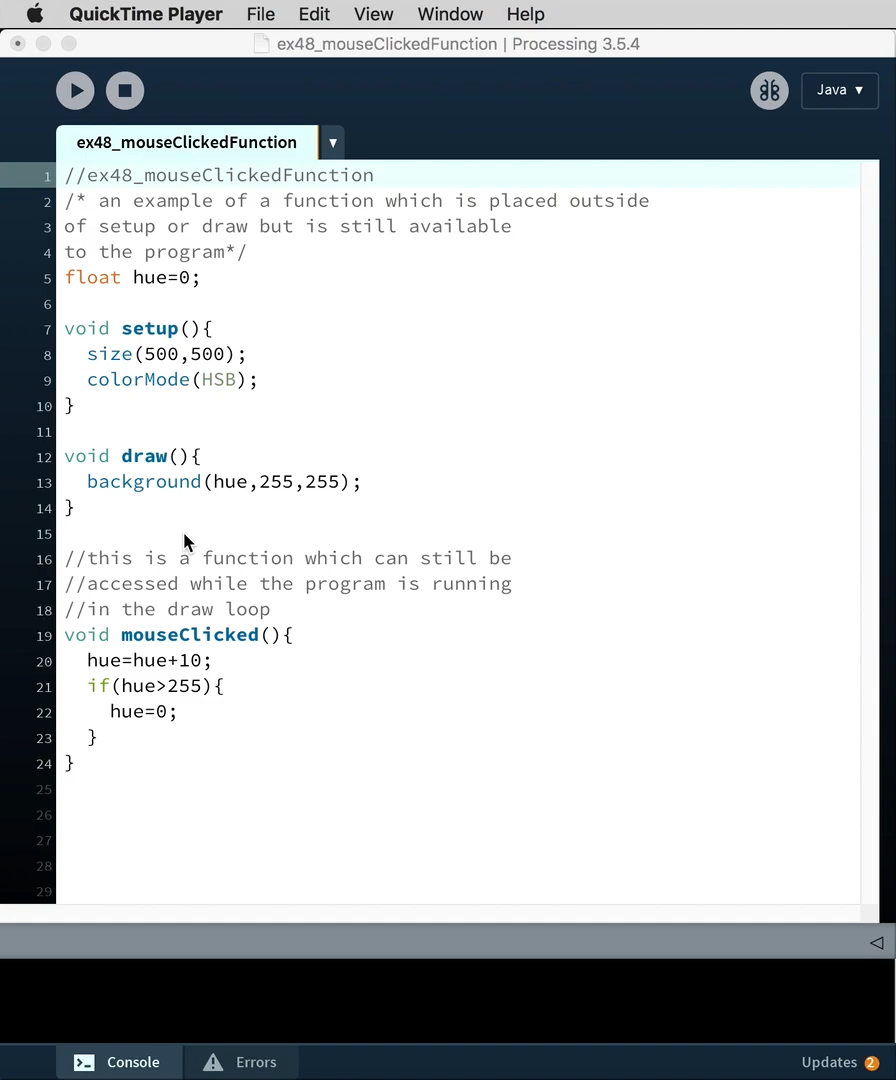 QuickTime Player File Edit View Window Help
ex48_mouseClickedFunction | Processing 3.5.4
Java ▼
ex48_mouseClickedFunction ▼
1 //ex48_mouseClickedFunction
2 /* an example of a function which is placed outside
3 of setup or draw but is still available
4 to the program*/
5 float hue=0;
6
7 void setup(){
8   size(500,500);
9   colorMode(HSB);
10 }
11
12 void draw(){
13   background(hue,255,255);
14 }
15
16 //this is a function which can still be
17 //accessed while the program is running
18 //in the draw loop
19 void mouseClicked(){
20   hue=hue+10;
21   if(hue>255){
22     hue=0;
23   }
24 }
25
26
27
28
29
Console Errors Updates 2